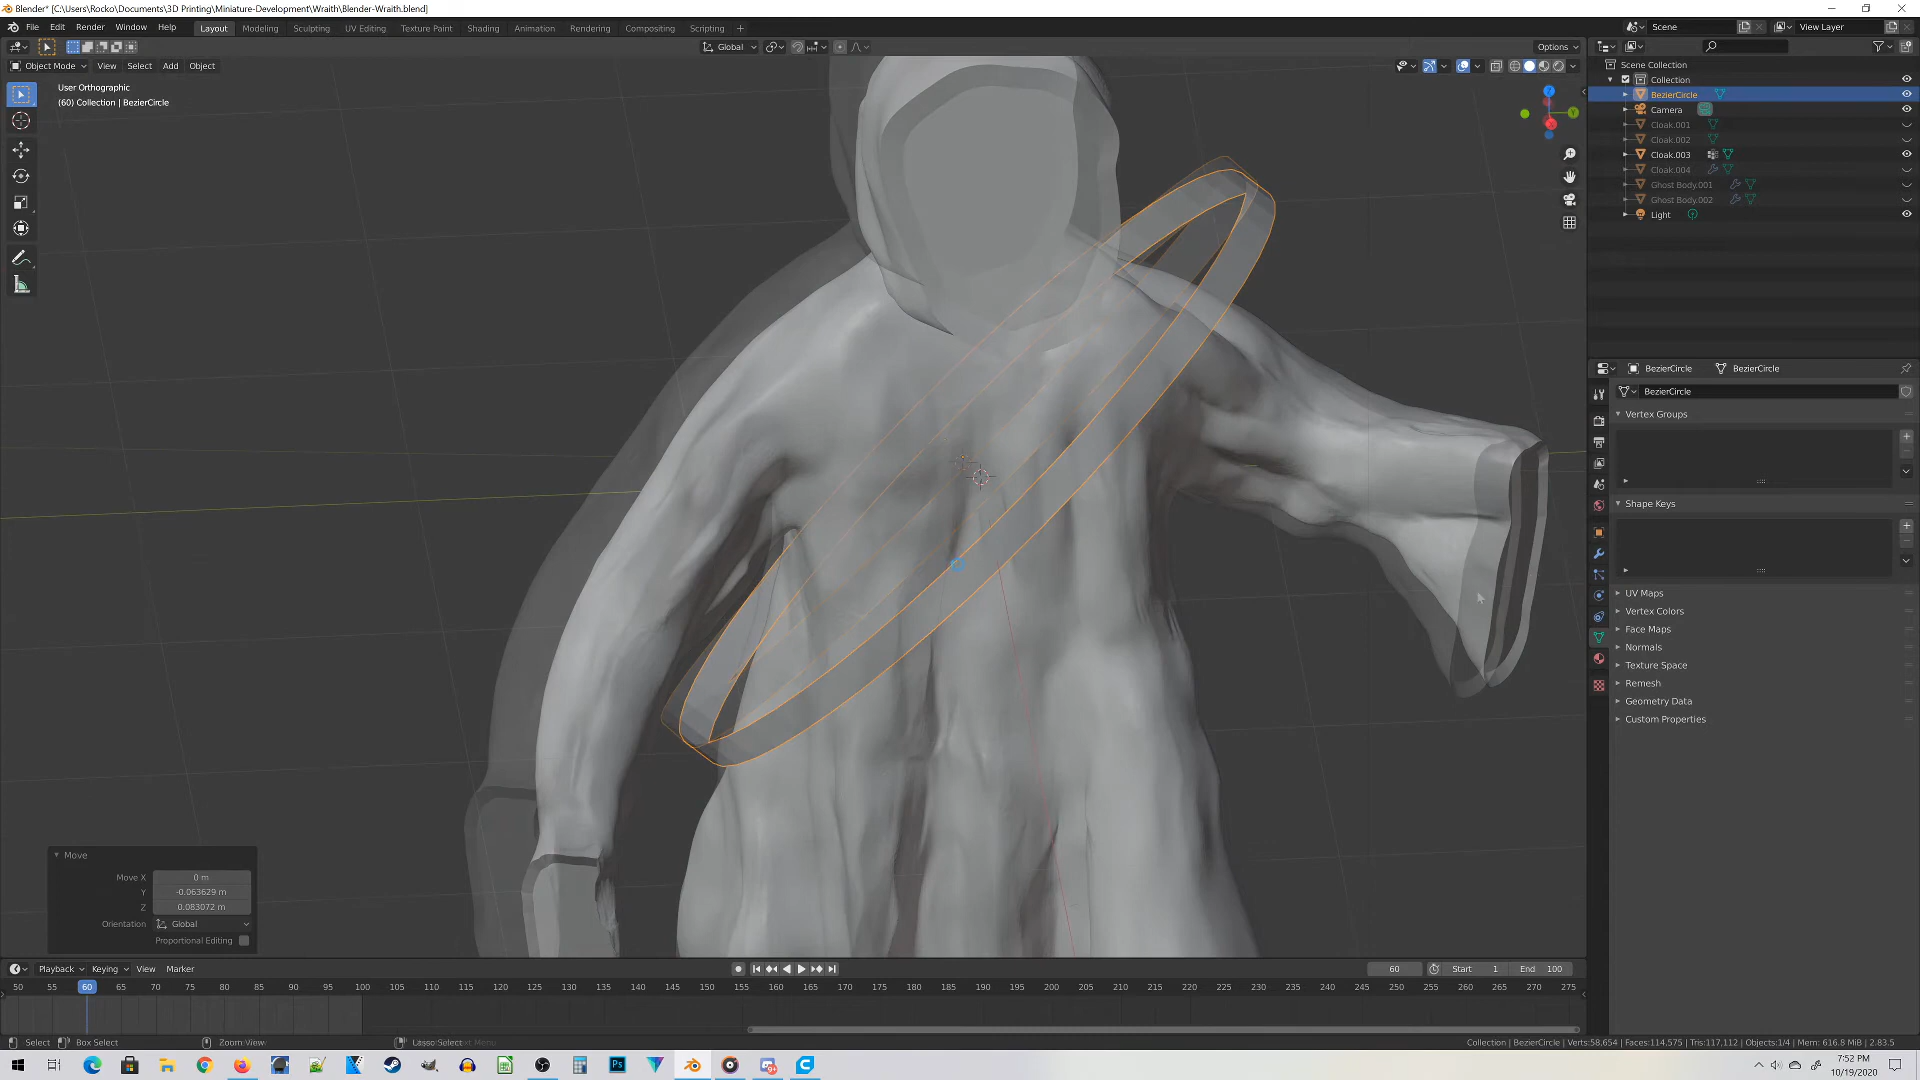 Blender* [C:\Users\Rocko\Documents\3D Printing\Miniature-Development\Wraith\Blender-Wraith.blend]
File Edit Render Window Help Layout Modeling Sculpting UV Editing Texture Paint Shading Animation Rendering Compositing Scripting + Scene View Layer
Global Options
Object Mode View Select Add Object
User Orthographic
(60) Collection | BezierCircle
Z
Y
X
Scene Collection
Collection
BezierCircle
Camera
Cloak.001
Cloak.002
Cloak.003
Cloak.004
Ghost Body.001
Ghost Body.002
Light
BezierCircle BezierCircle
BezierCircle
Vertex Groups
Shape Keys
UV Maps
Vertex Colors
Face Maps
Normals
Texture Space
Remesh
Geometry Data
Custom Properties
Move
Move X 0 m
Y -0.063629 m
Z 0.083072 m
Orientation Global
Proportional Editing
Playback Keying View Marker 60 Start 1 End 100
50 55 60 65 70 75 80 85 90 95 100 105 110 115 120 125 130 135 140 145 150 155 160 165 170 175 180 185 190 195 200 205 210 215 220 225 230 235 240 245 250 255 260 265 270 275
Select Box Select Zoom View Lasso Select Collection | BezierCircle | Verts:58,654 | Faces:114,575 | Tris:117,112 | Objects:1/4 | Mem: 616.8 MiB | 2.83.5
7:52 PM
10/19/2020